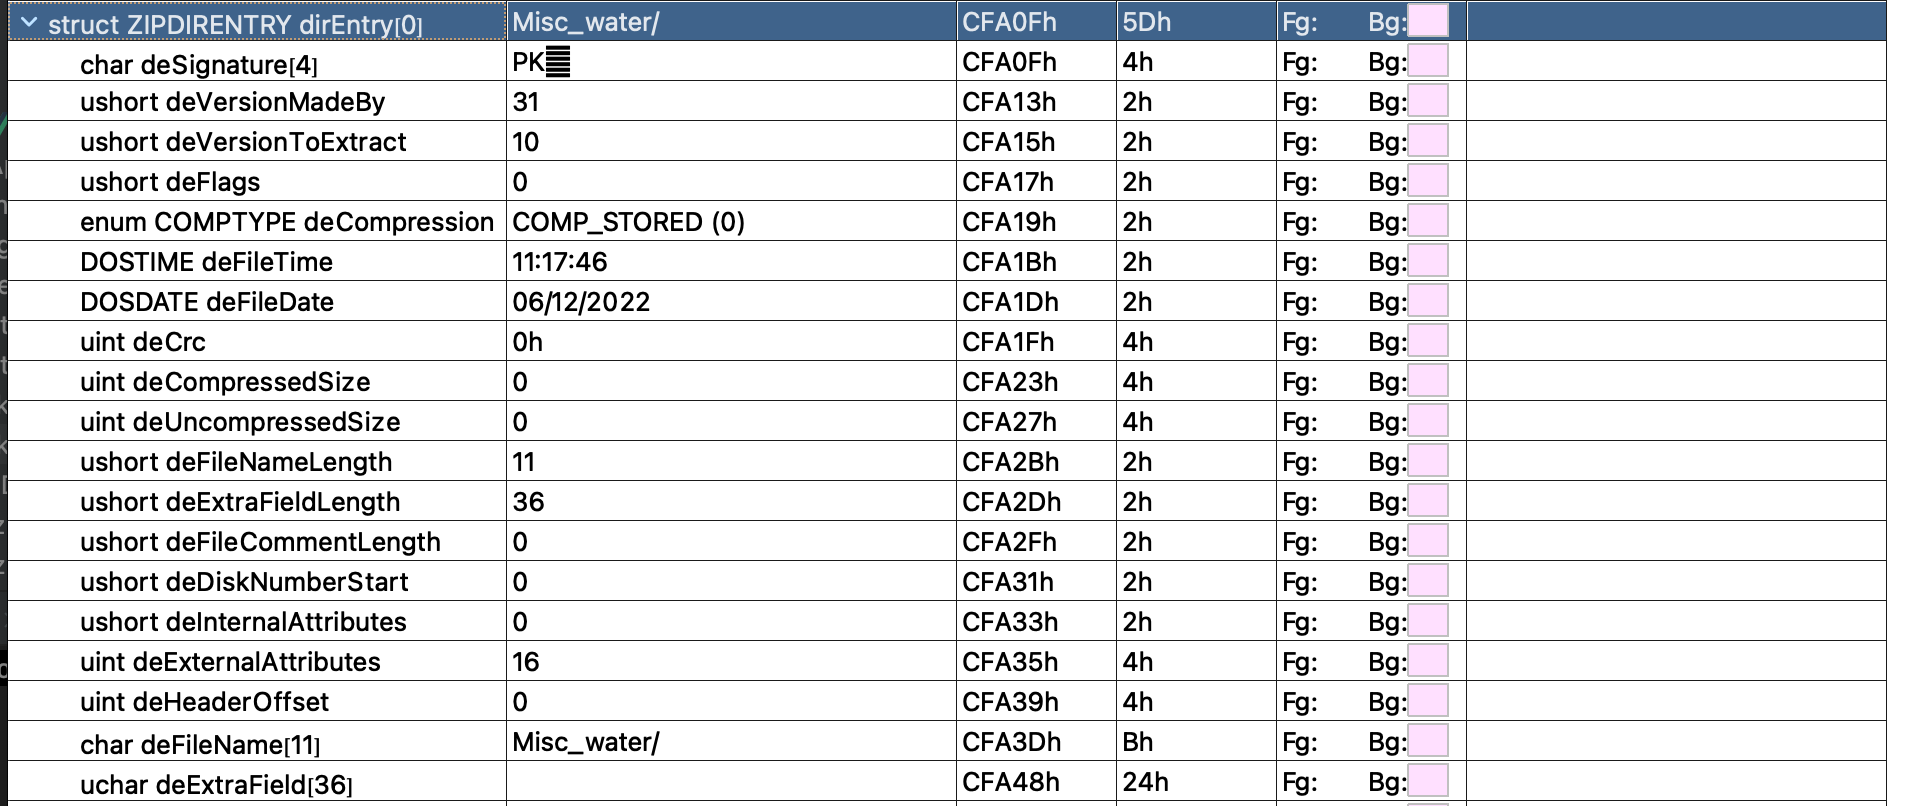 struct ZIPDIRENTRY dirEntry[0] Misc_water/ CFA0Fh 5Dh Fg: Bg:
char deSignature[4] PK CFA0Fh 4h Fg: Bg:
ushort deVersionMadeBy 31 CFA13h 2h Fg: Bg:
ushort deVersionToExtract 10 CFA15h 2h Fg: Bg:
ushort deFlags 0 CFA17h 2h Fg: Bg:
enum COMPTYPE deCompression COMP_STORED (0) CFA19h 2h Fg: Bg:
DOSTIME deFileTime 11:17:46 CFA1Bh 2h Fg: Bg:
DOSDATE deFileDate 06/12/2022 CFA1Dh 2h Fg: Bg:
uint deCrc 0h CFA1Fh 4h Fg: Bg:
uint deCompressedSize 0 CFA23h 4h Fg: Bg:
uint deUncompressedSize 0 CFA27h 4h Fg: Bg:
ushort deFileNameLength 11 CFA2Bh 2h Fg: Bg:
ushort deExtraFieldLength 36 CFA2Dh 2h Fg: Bg:
ushort deFileCommentLength 0 CFA2Fh 2h Fg: Bg:
ushort deDiskNumberStart 0 CFA31h 2h Fg: Bg:
ushort deInternalAttributes 0 CFA33h 2h Fg: Bg:
uint deExternalAttributes 16 CFA35h 4h Fg: Bg:
uint deHeaderOffset 0 CFA39h 4h Fg: Bg:
char deFileName[11] Misc_water/ CFA3Dh Bh Fg: Bg:
uchar deExtraField[36] CFA48h 24h Fg: Bg: